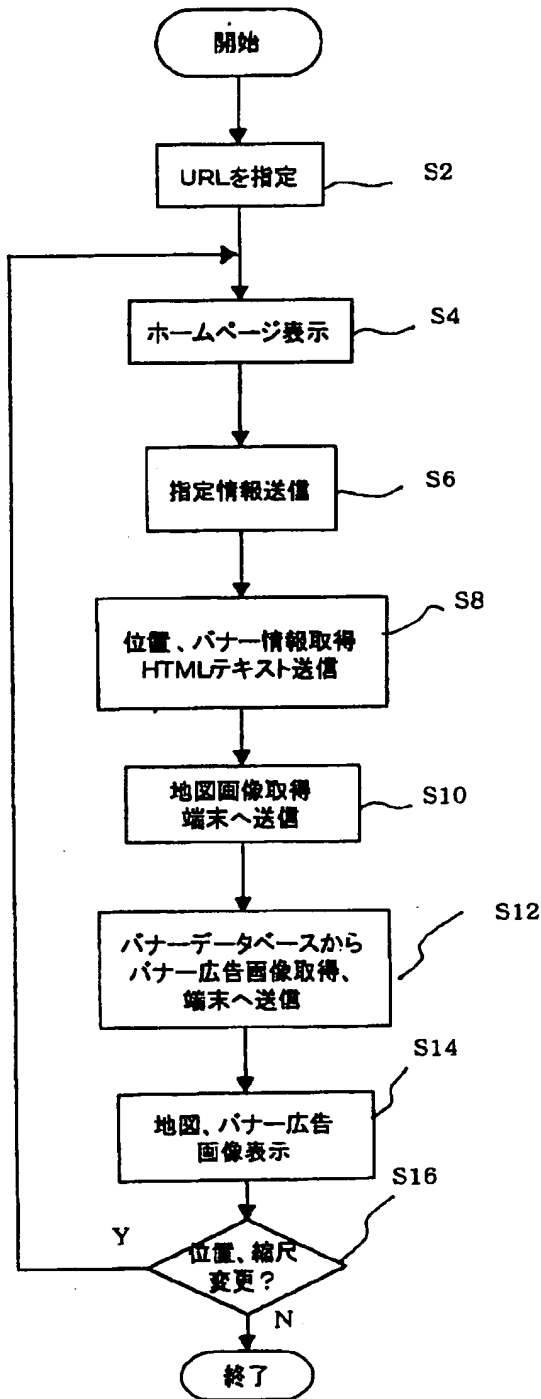 開始
URLを指定
S2
ホームページ表示
S4
指定情報送信
S6
位置、バナー情報取得
HTMLテキスト送信
S8
地図画像取得
端末へ送信
S10
バナーデータベースから
バナー広告画像取得、
端末へ送信
S12
地図、バナー広告
画像表示
S14
位置、縮尺
変更?
S16
Y
N
終了